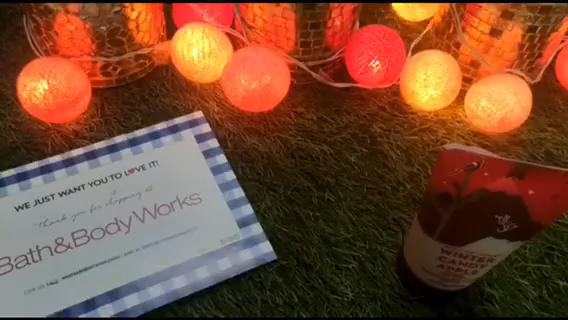 WE JUST WANT YOU TO LOVE IT!
Thank you for shopping at
Bath&BodyWorks
WINTER
CANDY
APPLE